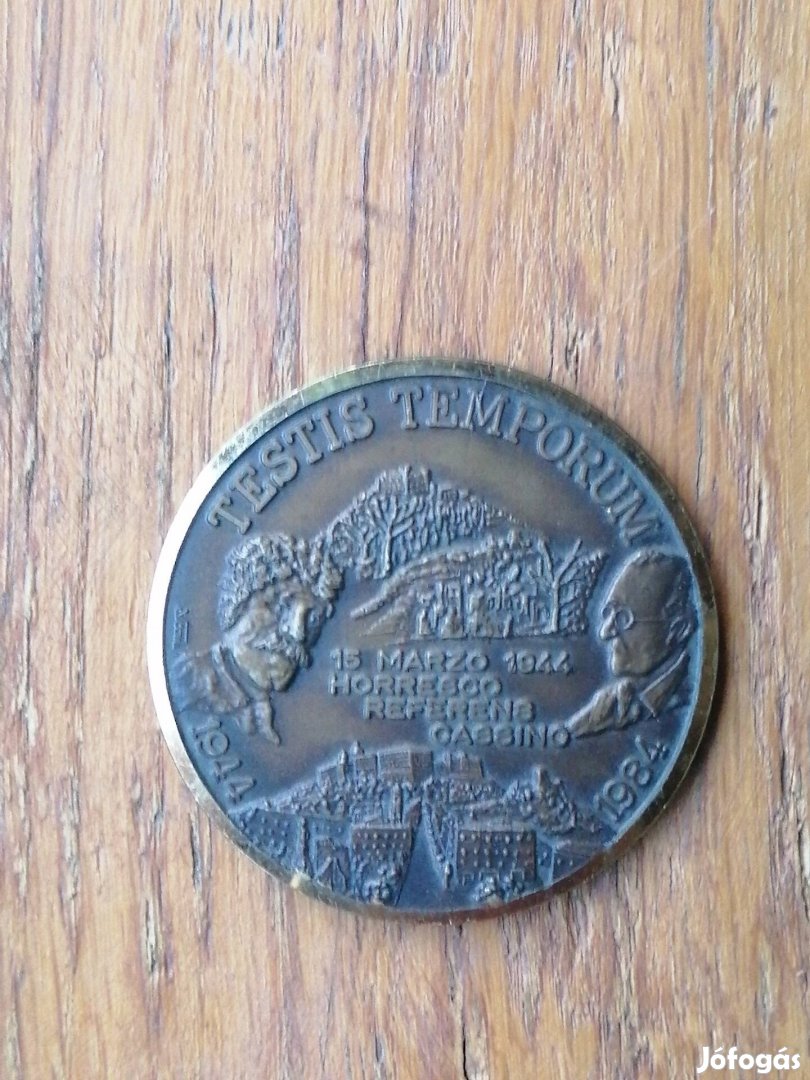 TESTIS TEMPORUM
15 MARZO 1944
HORRESCO
REFERENS
CASSINO
1944
1984
Jófogás